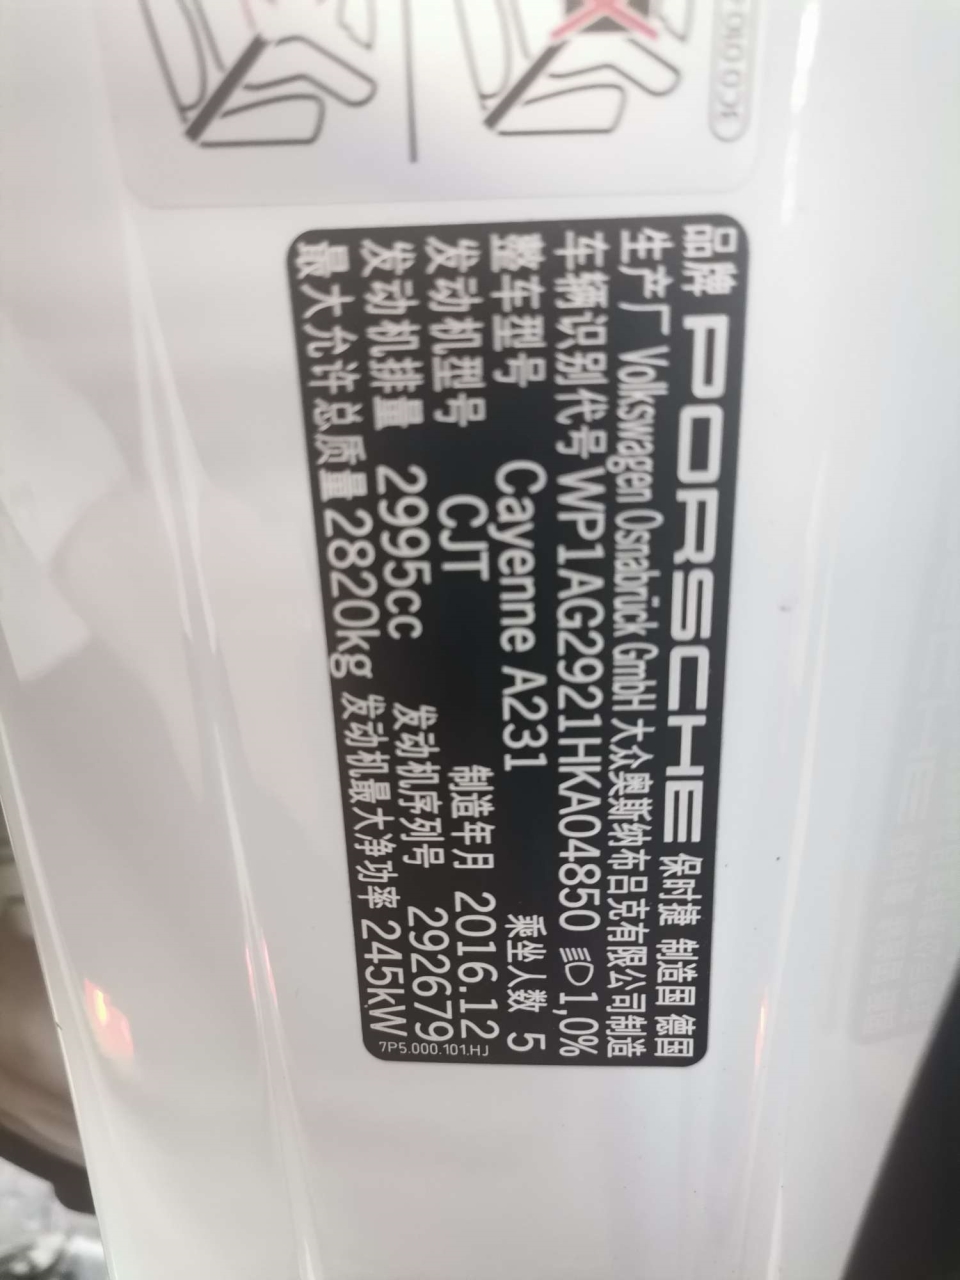 品牌 PORSCHE 保时捷 制造国 德国
生产厂 Volkswagen Osnabrück GmbH 大众奥斯纳布吕克有限公司制造
车辆识别代号 WP1AG2921HKA04850 1,0%
整车型号 Cayenne A231 乘坐人数 5
发动机型号 CJT 制造年月 2016.12
发动机排量 2995cc 发动机序列号 292679
最大允许总质量 2820kg 发动机最大净功率 245kW
7P5.000.101.HJ